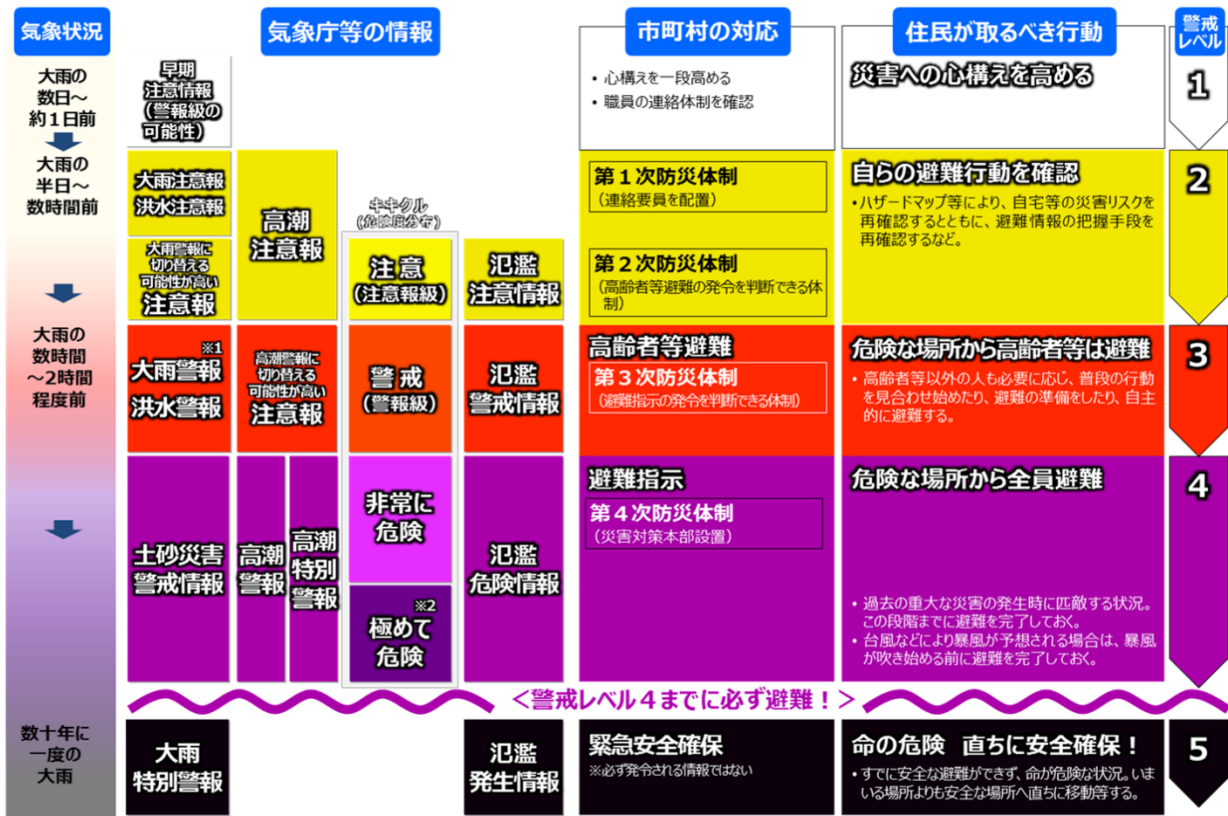 気象状況
気象庁等の情報
市町村の対応
住民が取るべき行動
警戒
レベル
大雨の
数日～
約１日前
早期
注意情報
（警報級の
可能性）
・心構えを一段高める
・職員の連絡体制を確認
災害への心構えを高める
1
大雨の
半日～
数時間前
大雨注意報
洪水注意報
大雨警報に
切り替える
可能性が高い
注意報
高潮
注意報
キキクル
（危険度分布）
注意
（注意報級）
氾濫
注意情報
第１次防災体制
（連絡要員を配置）
第２次防災体制
（高齢者等避難の発令を判断できる体
制）
自らの避難行動を確認
・ハザードマップ等により、自宅等の災害リスクを
再確認するとともに、避難情報の把握手段を
再確認するなど。
2
大雨の
数時間
～2時間
程度前
※1
大雨警報
洪水警報
高潮警報に
切り替える
可能性が高い
注意報
警戒
（警報級）
氾濫
警戒情報
高齢者等避難
第３次防災体制
（避難指示の発令を判断できる体制）
危険な場所から高齢者等は避難
・高齢者等以外の人も必要に応じ、普段の行動
を見合わせ始めたり、避難の準備をしたり、自主
的に避難する。
3
土砂災害
警戒情報
高潮
警報
高潮
特別
警報
非常に
危険
※2
極めて
危険
氾濫
危険情報
避難指示
第４次防災体制
（災害対策本部設置）
危険な場所から全員避難
・過去の重大な災害の発生時に匹敵する状況。
この段階までに避難を完了しておく。
・台風などにより暴風が予想される場合は、暴風
が吹き始める前に避難を完了しておく。
4
＜警戒レベル４までに必ず避難！＞
数十年に
一度の
大雨
大雨
特別警報
氾濫
発生情報
緊急安全確保
※必ず発令される情報ではない
命の危険 直ちに安全確保！
・すでに安全な避難ができず、命が危険な状況。いま
いる場所よりも安全な場所へ直ちに移動等する。
5